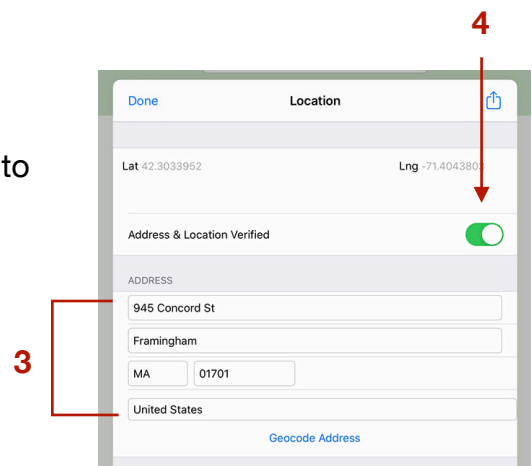 4
Done Location
to
Lat 42.3033952 Lng -71.4043803
Address & Location Verified
ADDRESS
945 Concord St
Framingham
3
MA 01701
United States
Geocode Address